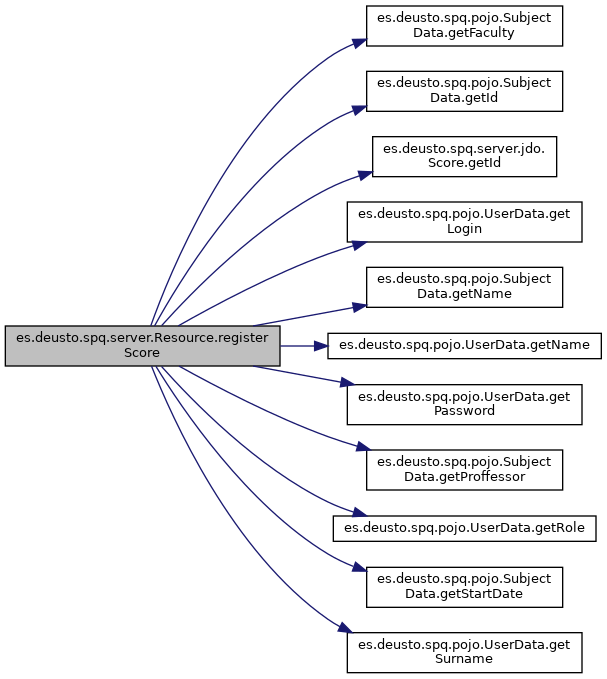 es.deusto.spq.server.Resource.register
Score
es.deusto.spq.pojo.Subject
Data.getFaculty
es.deusto.spq.pojo.Subject
Data.getId
es.deusto.spq.server.jdo.
Score.getId
es.deusto.spq.pojo.UserData.get
Login
es.deusto.spq.pojo.Subject
Data.getName
es.deusto.spq.pojo.UserData.getName
es.deusto.spq.pojo.UserData.get
Password
es.deusto.spq.pojo.Subject
Data.getProffessor
es.deusto.spq.pojo.UserData.getRole
es.deusto.spq.pojo.Subject
Data.getStartDate
es.deusto.spq.pojo.UserData.get
Surname